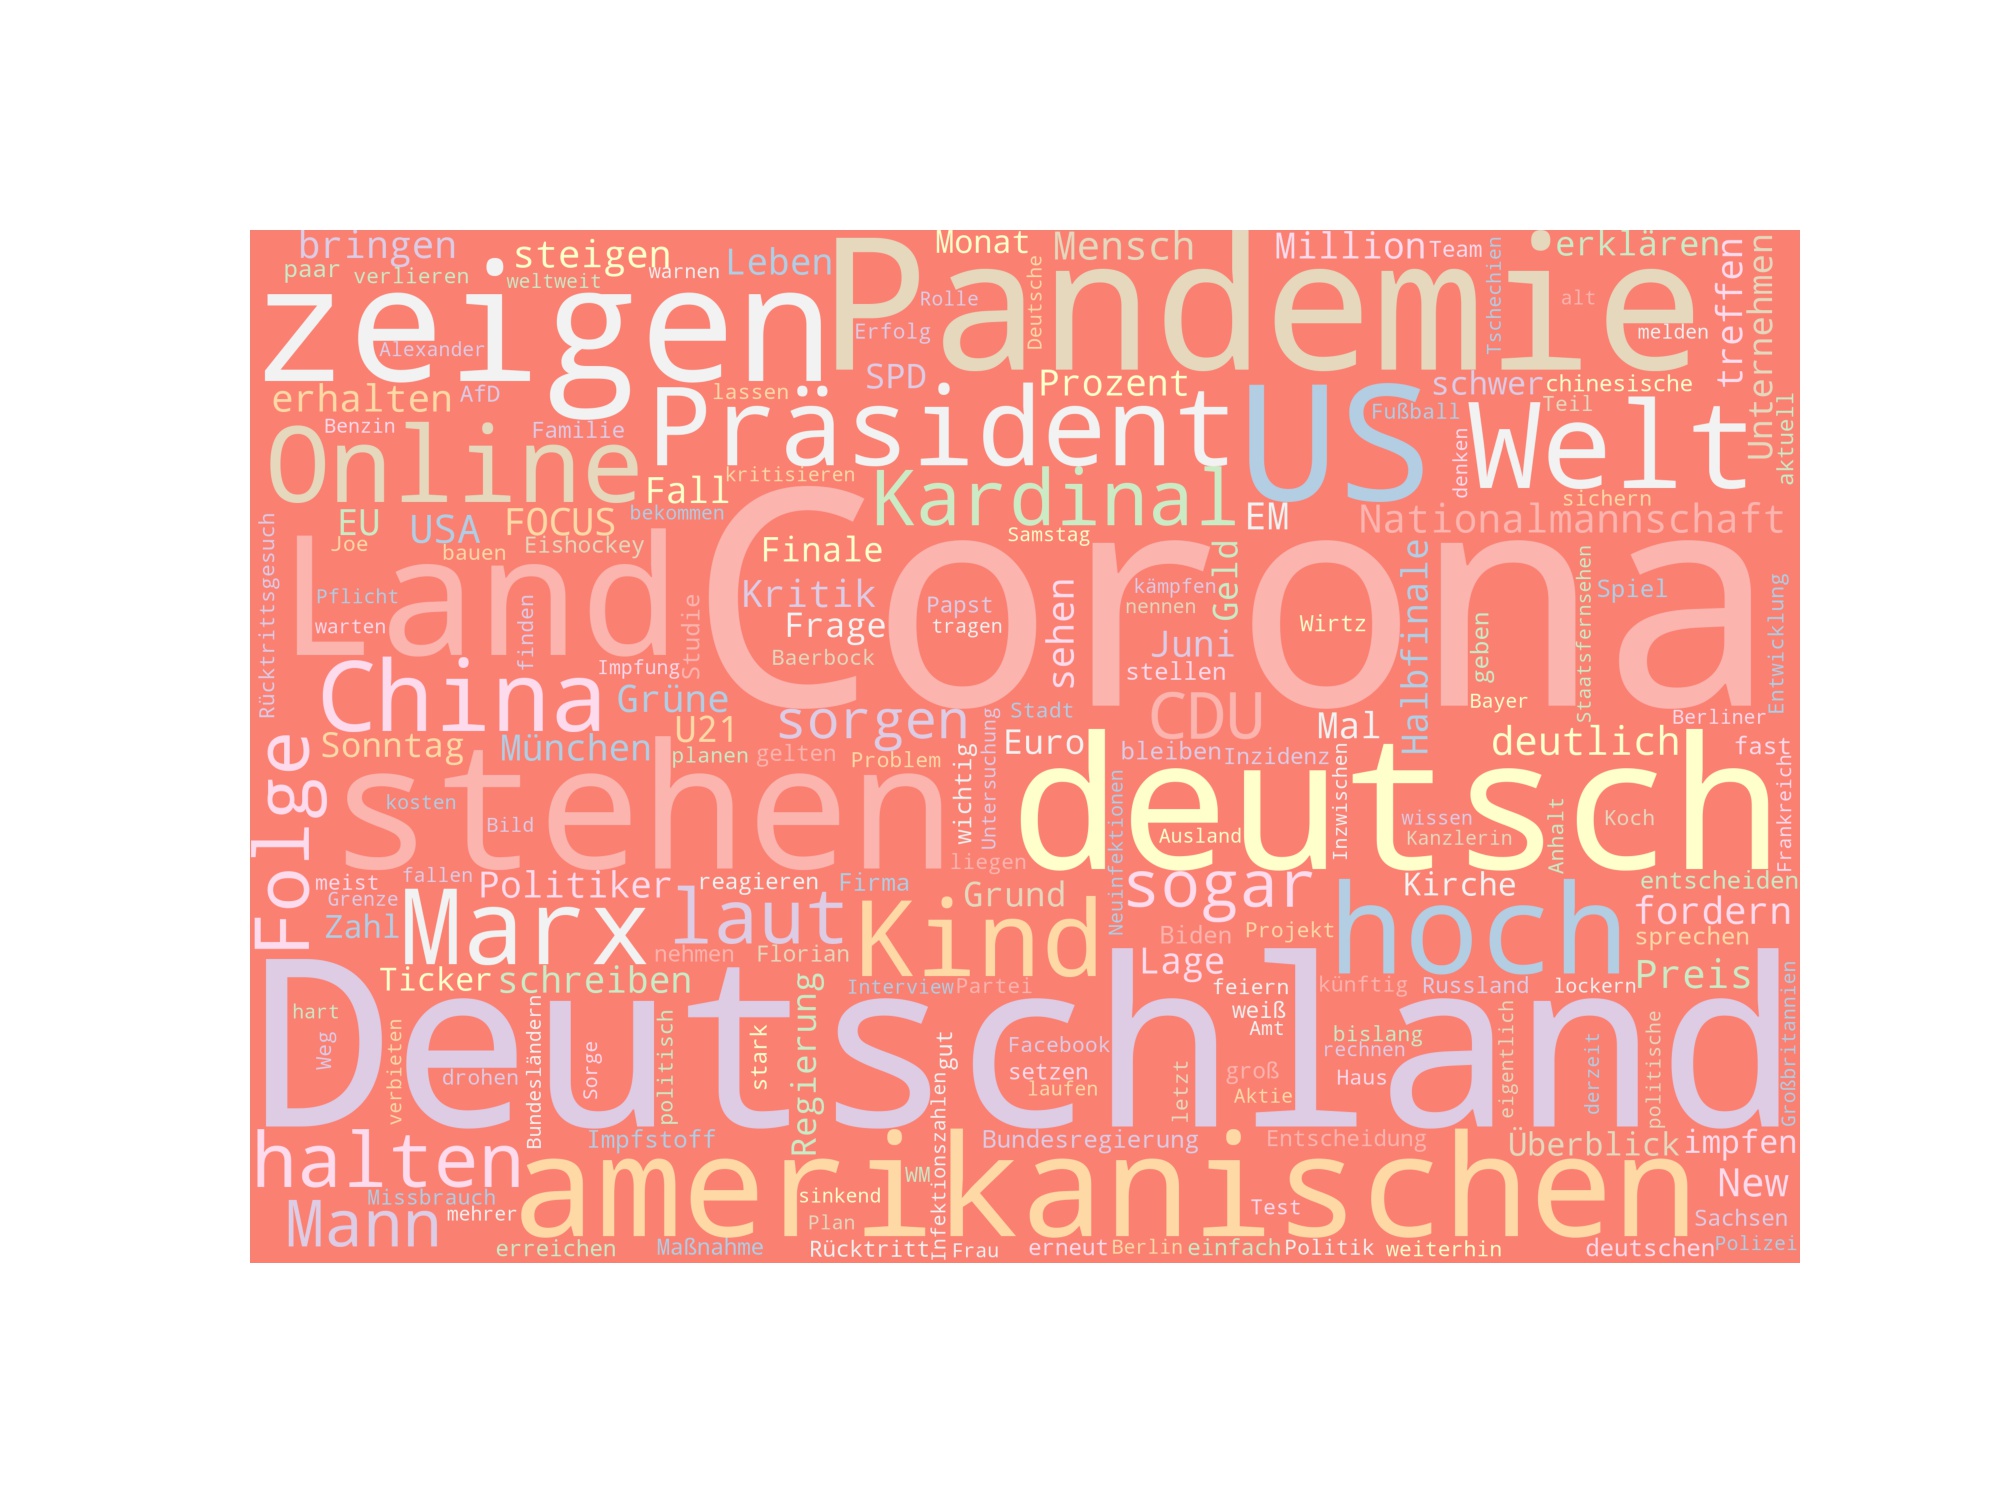 bringen
steigen
Monat
Mensch
Million
Team
erklären
paar
verlieren
weltweit
warnen
Leben
Pandemie
zeigen
Rolle
Erfolg
Deutsche
Tschechien
alt
melden
treffen
Unternehmen
Alexander
SPD
Prozent
schwer
chinesische
erhalten
AfD
lassen
Präsident
US
Fußball
Teil
Welt
aktuell
Benzin
Familie
Online
kritisieren
Fall
Kardinal
denken
sichern
EU
USA
FOCUS
bekommen
EM
Nationalmannschaft
Joe
bauen
Eishockey
Finale
Samstag
Corona
Land
Rücktrittsgesuch
Pflicht
warten
finden
Studie
Kritik
Frage
Papst
tragen
sehen
kämpfen
nennen
Geld
Wirtz
Halbfinale
geben
Staatsfernsehen
Spiel
Entwicklung
Baerbock
Juni
stellen
Impfung
China
Grüne
sorgen
Stadt
CDU
Mal
Bayer
Berliner
Sonntag
München
U21
planen
gelten
Problem
Untersuchung
Euro
bleiben
Inzidenz
deutlich
fast
Folge
stehen
kosten
Bild
wichtig
liegen
deutsch
Neuinfektionen
Ausland
Inzwischen
wissen
Kanzlerin
Anhalt
Koch
Frankreich
meist
fallen
Grenze
Politiker
reagieren
Firma
Grund
sogar
Kirche
entscheiden
Zahl
Marx
laut
Kind
hoch
fordern
nehmen
Florian
Biden
Projekt
sprechen
Ticker
schreiben
Regierung
Interview
Partei
Lage
feiern
künftig
Russland
lockern
Preis
Deutschland
hart
Weg
verbieten
drohen
Bundesländern
Sorge
politisch
stark
gut
Facebook
setzen
laufen
letzt
weiß
Amt
groß
Aktie
bislang
rechnen
Haus
eigentlich
derzeit
politische
Großbritannien
halten
Impfstoff
Infektionszahlen
Bundesregierung
Entscheidung
Überblick
impfen
amerikanischen
Missbrauch
Mann
mehrer
WM
sinkend
Plan
Test
New
Sachsen
erreichen
Maßnahme
Rücktritt
Frau
erneut
Berlin
einfach
Politik
weiterhin
deutschen
Polizei